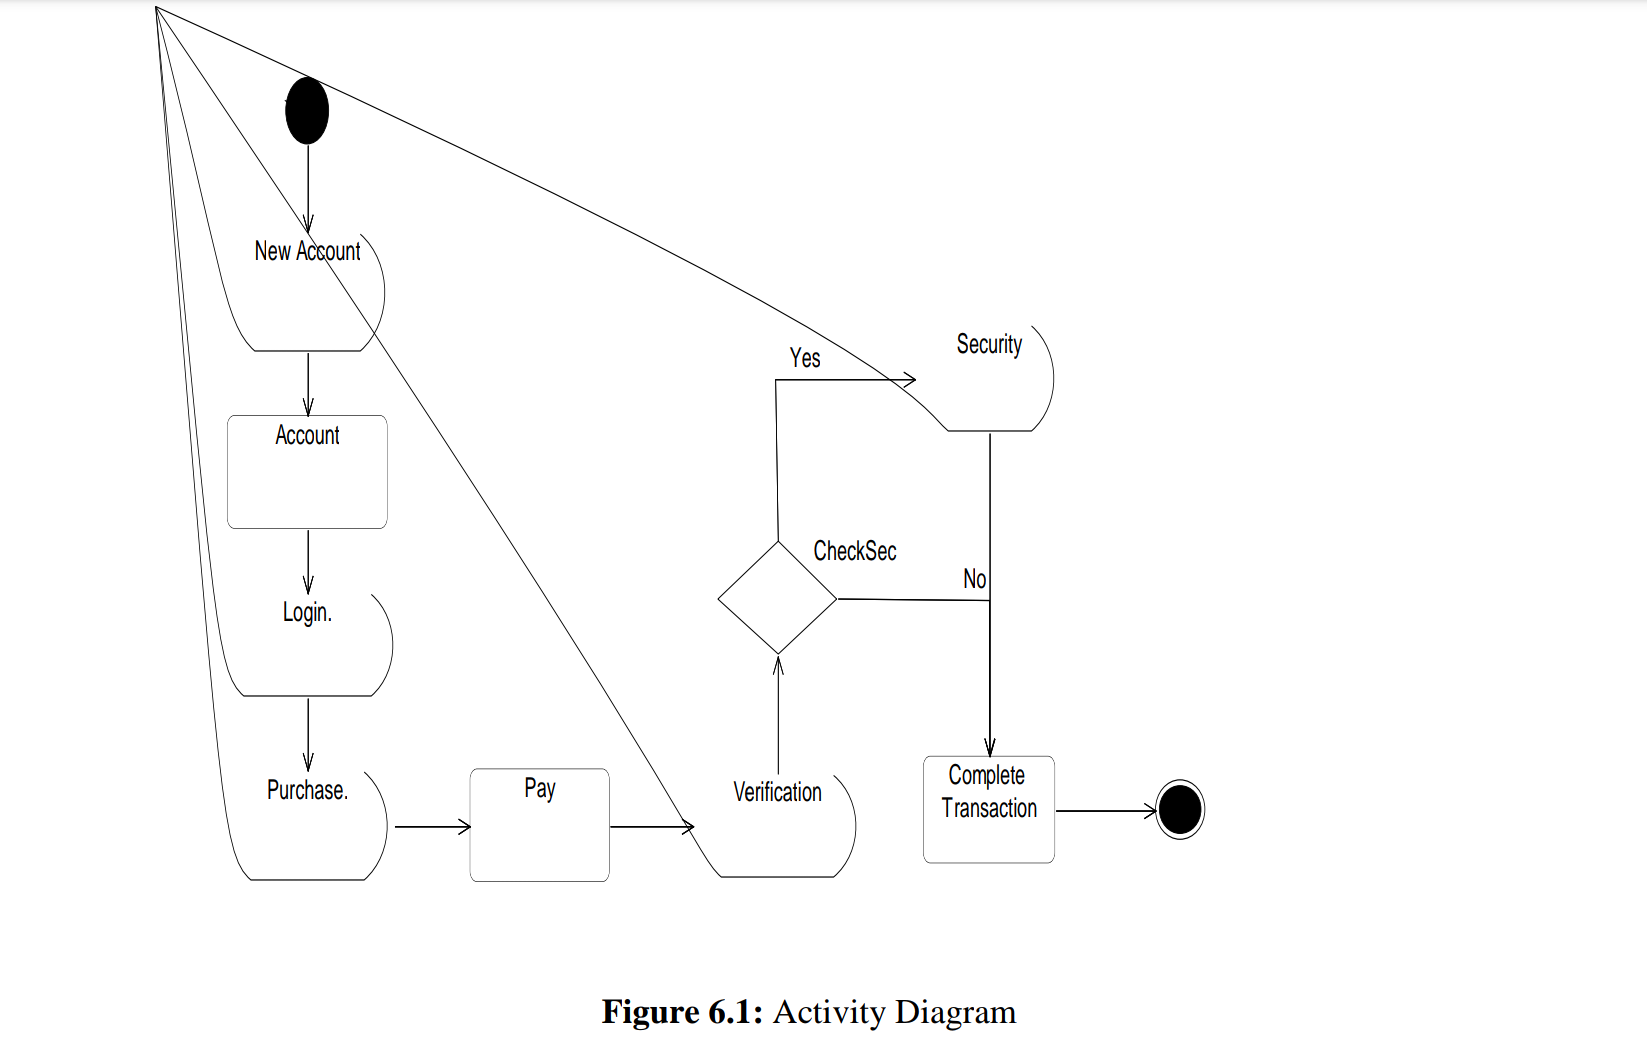 New Account
Account
Login.
Purchase.
Pay
Verification
CheckSec
Yes
No
Security
Complete
Transaction
Figure 6.1: Activity Diagram